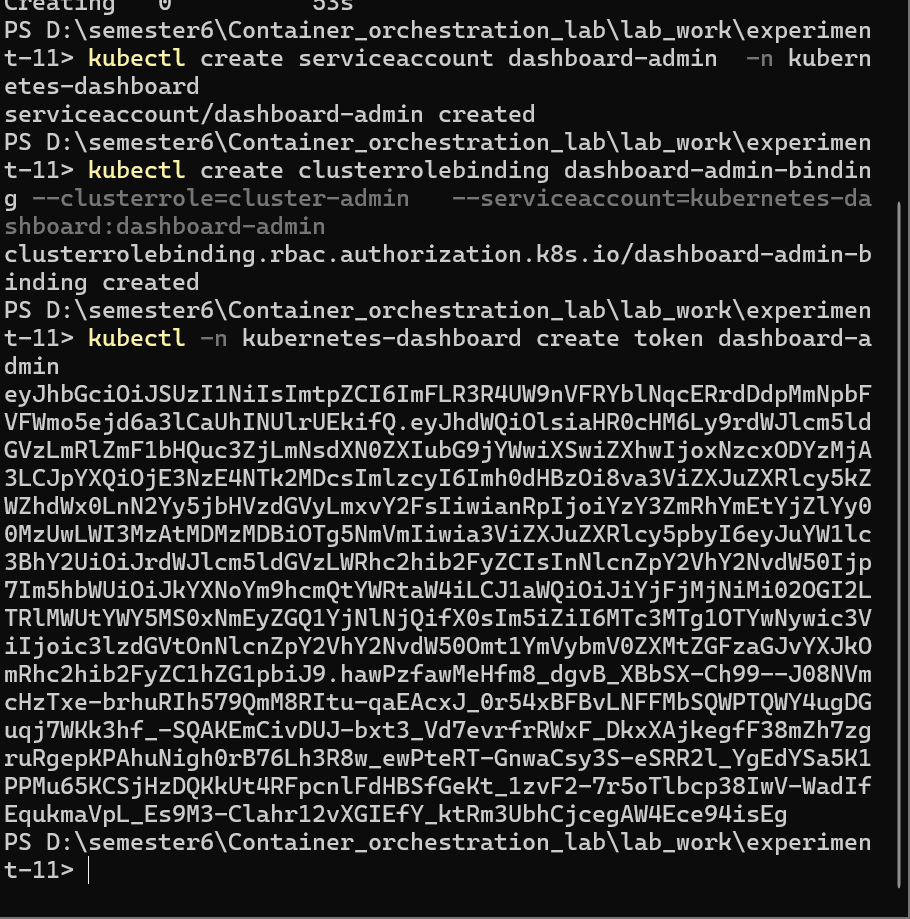 Creating   0          53s
PS D:\semester6\Container_orchestration_lab\lab_work\experimen
t-11> kubectl create serviceaccount dashboard-admin  -n kubern
etes-dashboard
serviceaccount/dashboard-admin created
PS D:\semester6\Container_orchestration_lab\lab_work\experimen
t-11> kubectl create clusterrolebinding dashboard-admin-bindin
g --clusterrole=cluster-admin   --serviceaccount=kubernetes-da
shboard:dashboard-admin
clusterrolebinding.rbac.authorization.k8s.io/dashboard-admin-b
inding created
PS D:\semester6\Container_orchestration_lab\lab_work\experimen
t-11> kubectl -n kubernetes-dashboard create token dashboard-a
dmin
eyJhbGciOiJSUzI1NiIsImtpZCI6ImFLR3R4UW9nVFRYblNqcERrdDdpMmNpbF
VFWmo5ejd6a3lCaUhINUlrUEkifQ.eyJhdWQiOlsiaHR0cHM6Ly9rdWJlcm5ld
GVzLmRlZmF1bHQuc3ZjLmNsdXN0ZXIubG9jYWwiXSwiZXhwIjoxNzcxODYzMjA
3LCJpYXQiOjE3NzE4NTk2MDcsImlzcyI6Imh0dHBzOi8va3ViZXJuZXRlcy5kZ
WZhdWx0LnN2Yy5jbHVzdGVyLmxvY2FsIiwianRpIjoiYzY3ZmRhYmEtYjZlYy0
0MzUwLWI3MzAtMDMzMDBiOTg5NmVmIiwia3ViZXJuZXRlcy5pbyI6eyJuYW1lc
3BhY2UiOiJrdWJlcm5ldGVzLWRhc2hib2FyZCIsInNlcnZpY2VhY2NvdW50Ijp
7Im5hbWUiOiJkYXNoYm9hcmQtYWRtaW4iLCJ1aWQiOiJiYjFjMjNiMi02OGI2L
TRlMWUtYWY5MS0xNmEyZGQ1YjNlNjQifX0sIm5iZiI6MTc3MTg1OTYwNywic3V
iIjoic3lzdGVtOnNlcnZpY2VhY2NvdW50Omt1YmVybmV0ZXMtZGFzaGJvYXJkO
mRhc2hib2FyZC1hZG1pbiJ9.hawPzfawMeHfm8_dgvB_XBbSX-Ch99--J08NVm
cHzTxe-brhuRIh579QmM8RItu-qaEAcxJ_0r54xBFBvLNFFMbSQWPTQWY4ugDG
uqj7WKk3hf_-SQAKEmCivDUJ-bxt3_Vd7evrfrRWxF_DkxXAjkegfF38mZh7zg
ruRgepKPAhuNigh0rB76Lh3R8w_ewPteRT-GnwaCsy3S-eSRR2l_YgEdYSa5K1
PPMu65KCSjHzDQKkUt4RFpcnlFdHBSfGeKt_1zvF2-7r5oTlbcp38IwV-WadIf
EqukmaVpL_Es9M3-Clahr12vXGIEfY_ktRm3UbhCjcegAW4Ece94isEg
PS D:\semester6\Container_orchestration_lab\lab_work\experimen
t-11>